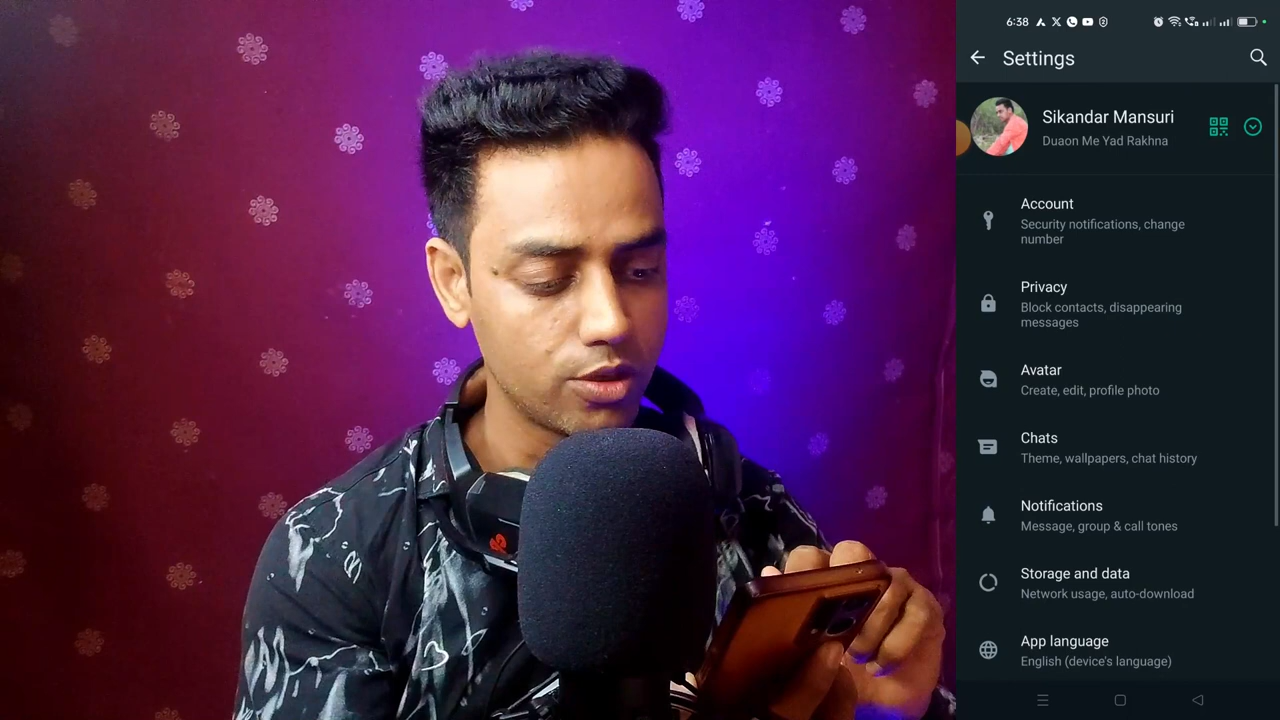 6:38
Settings
Sikandar Mansuri
Duaon Me Yad Rakhna
Account
Security notifications, change
number
Privacy
Block contacts, disappearing
messages
Avatar
Create, edit, profile photo
Chats
Theme, wallpapers, chat history
Notifications
Message, group & call tones
Storage and data
Network usage, auto-download
App language
English (device's language)